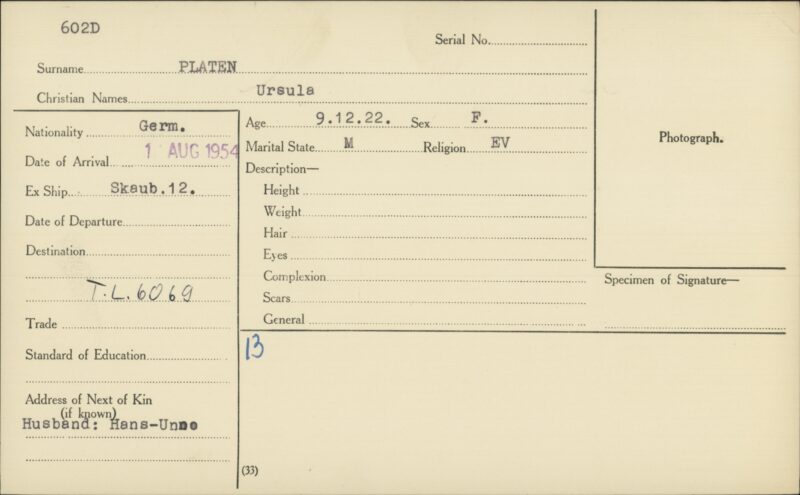 602D
Serial No.
Surname PLATEN
Christian Names Ursula
Nationality Germ.
Date of Arrival 1 AUG 1954
Ex Ship Skaub.12.
Date of Departure
Destination
T.L. 6069
Trade
Standard of Education
Address of Next of Kin
(if known)
Husband: Hans-
Age 9.12.22. Sex F.
Marital State M Religion EV
Description—
Height
Weight
Hair
Eyes
Complexion
Scars
General
13
(33)
Photograph.
Specimen of Signature—